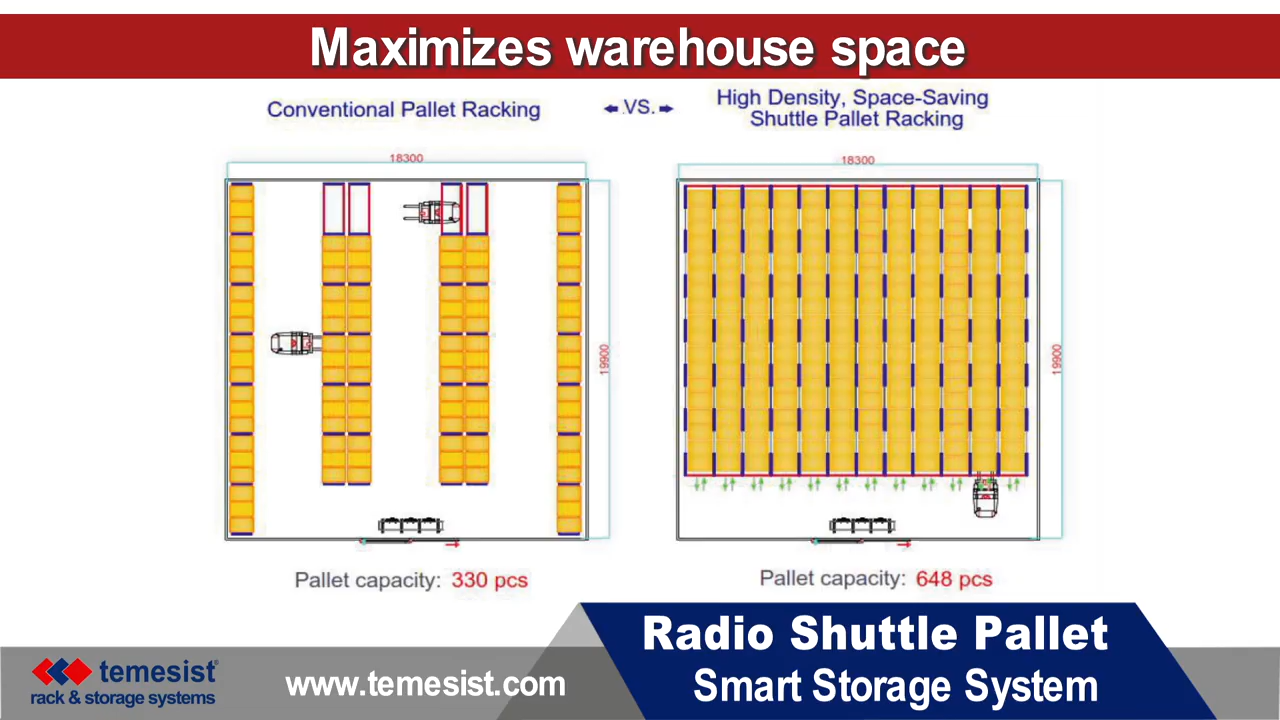 Maximizes warehouse space
Conventional Pallet Racking
VS.
High Density, Space-Saving
Shuttle Pallet Racking
18300
18300
19900
19900
Pallet capacity: 330 pcs
Pallet capacity: 648 pcs
Radio Shuttle Pallet
Smart Storage System
temesist®
rack & storage systems
www.temesist.com